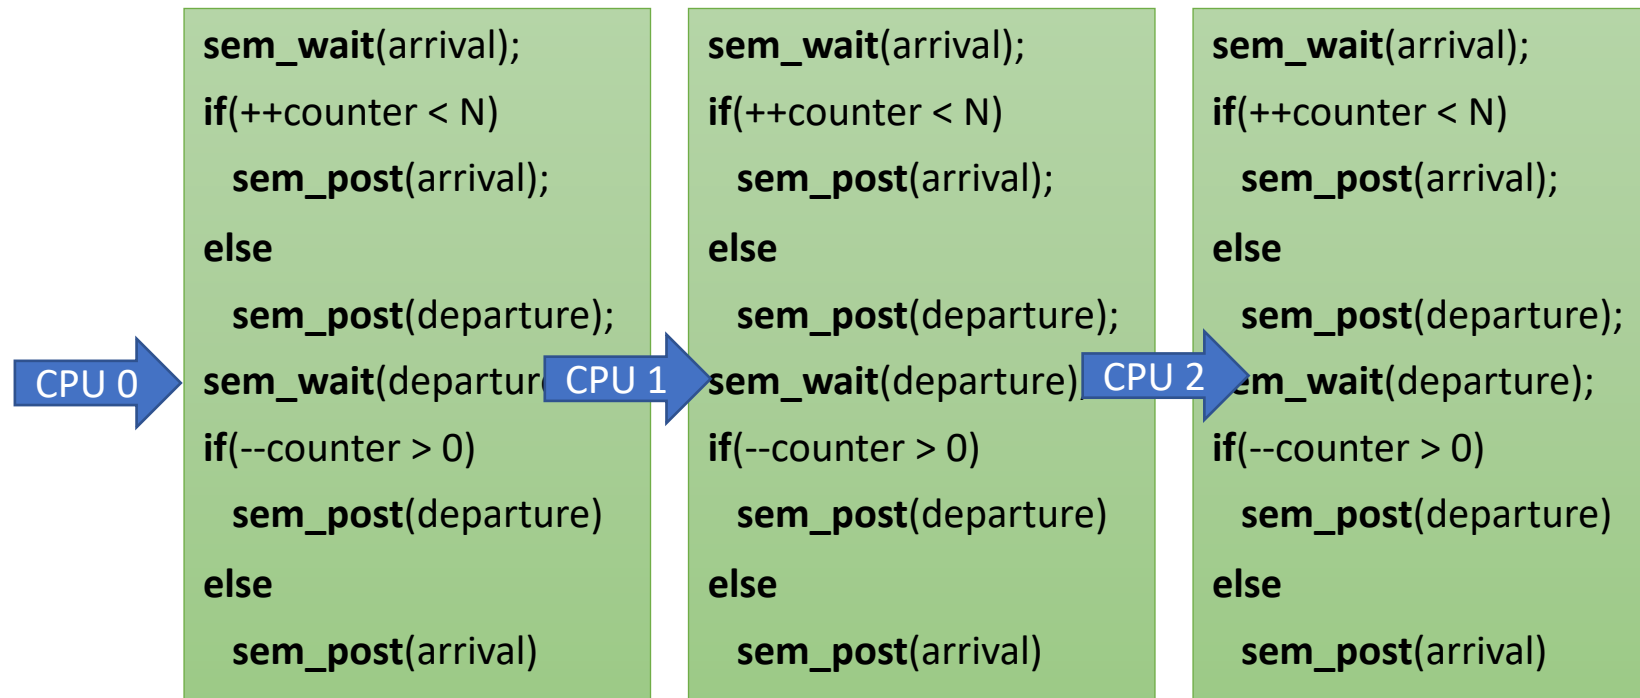 sem_wait(arrival);
if(++counter < N)
sem_post(arrival);
else
sem_post(departure);
CPU 0
sem_wait(departur
if(--counter > 0)
sem_post(departure)
else
sem_post(arrival)
sem_wait(arrival);
if(++counter < N)
sem_post(arrival);
else
sem_post(departure);
CPU 1
sem_wait(departure)
if(--counter > 0)
sem_post(departure)
else
sem_post(arrival)
sem_wait(arrival);
if(++counter < N)
sem_post(arrival);
else
sem_post(departure);
CPU 2
em_wait(departure);
if(--counter > 0)
sem_post(departure)
else
sem_post(arrival)